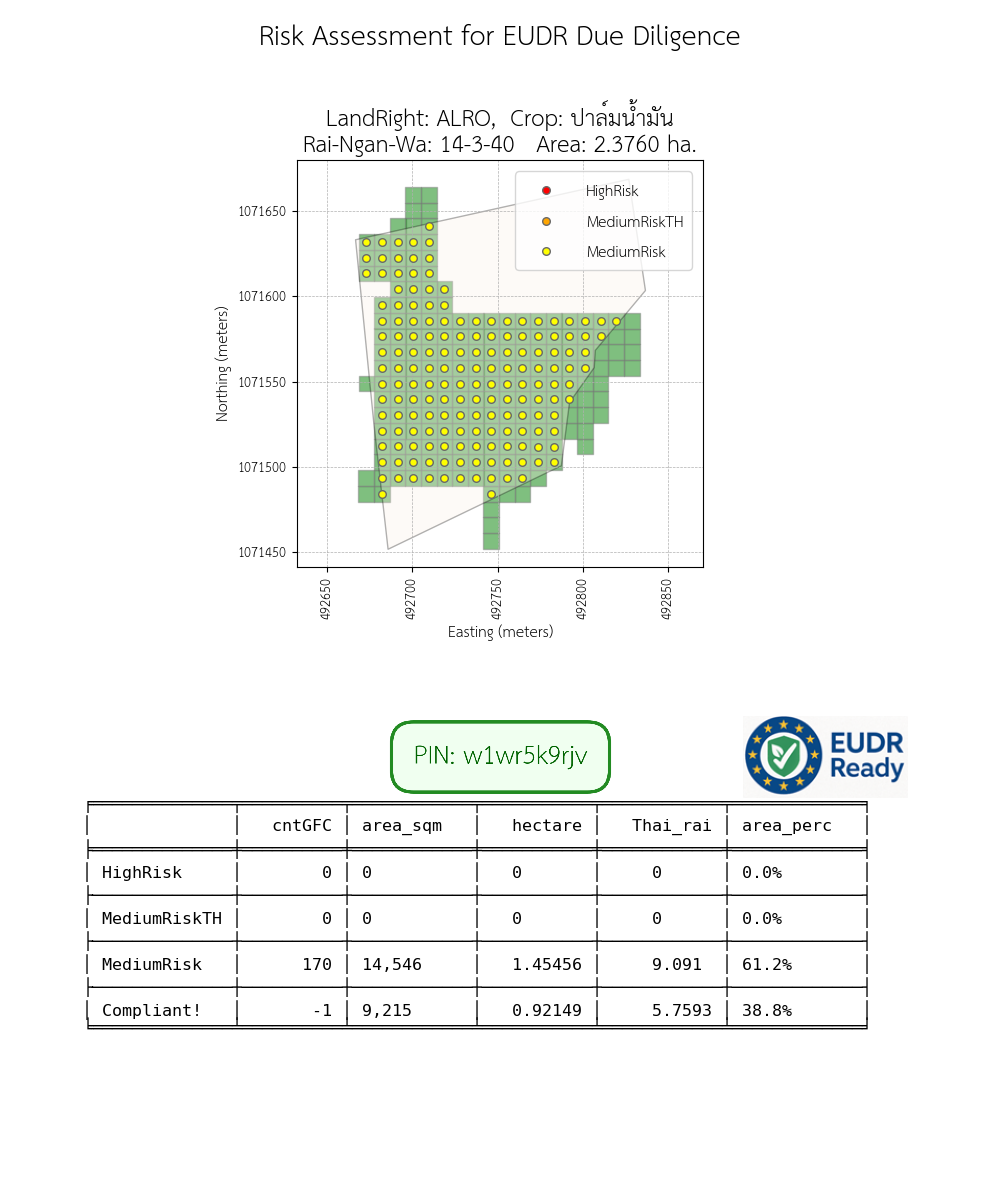 Risk Assessment for EUDR Due Diligence
LandRight: ALRO,  Crop: ปาล์มน้ำมัน
Rai-Ngan-Wa: 14-3-40   Area: 2.3760 ha.
HighRisk
MediumRiskTH
MediumRisk
1071650
1071600
1071550
1071500
1071450
Northing (meters)
492650 492700 492750 492800 492850
Easting (meters)
PIN: w1wr5k9rjv
EUDR
Ready
cntGFC area_sqm hectare Thai_rai area_perc
HighRisk 0 0 0 0 0.0%
MediumRiskTH 0 0 0 0 0.0%
MediumRisk 170 14,546 1.45456 9.091 61.2%
Compliant! -1 9,215 0.92149 5.7593 38.8%